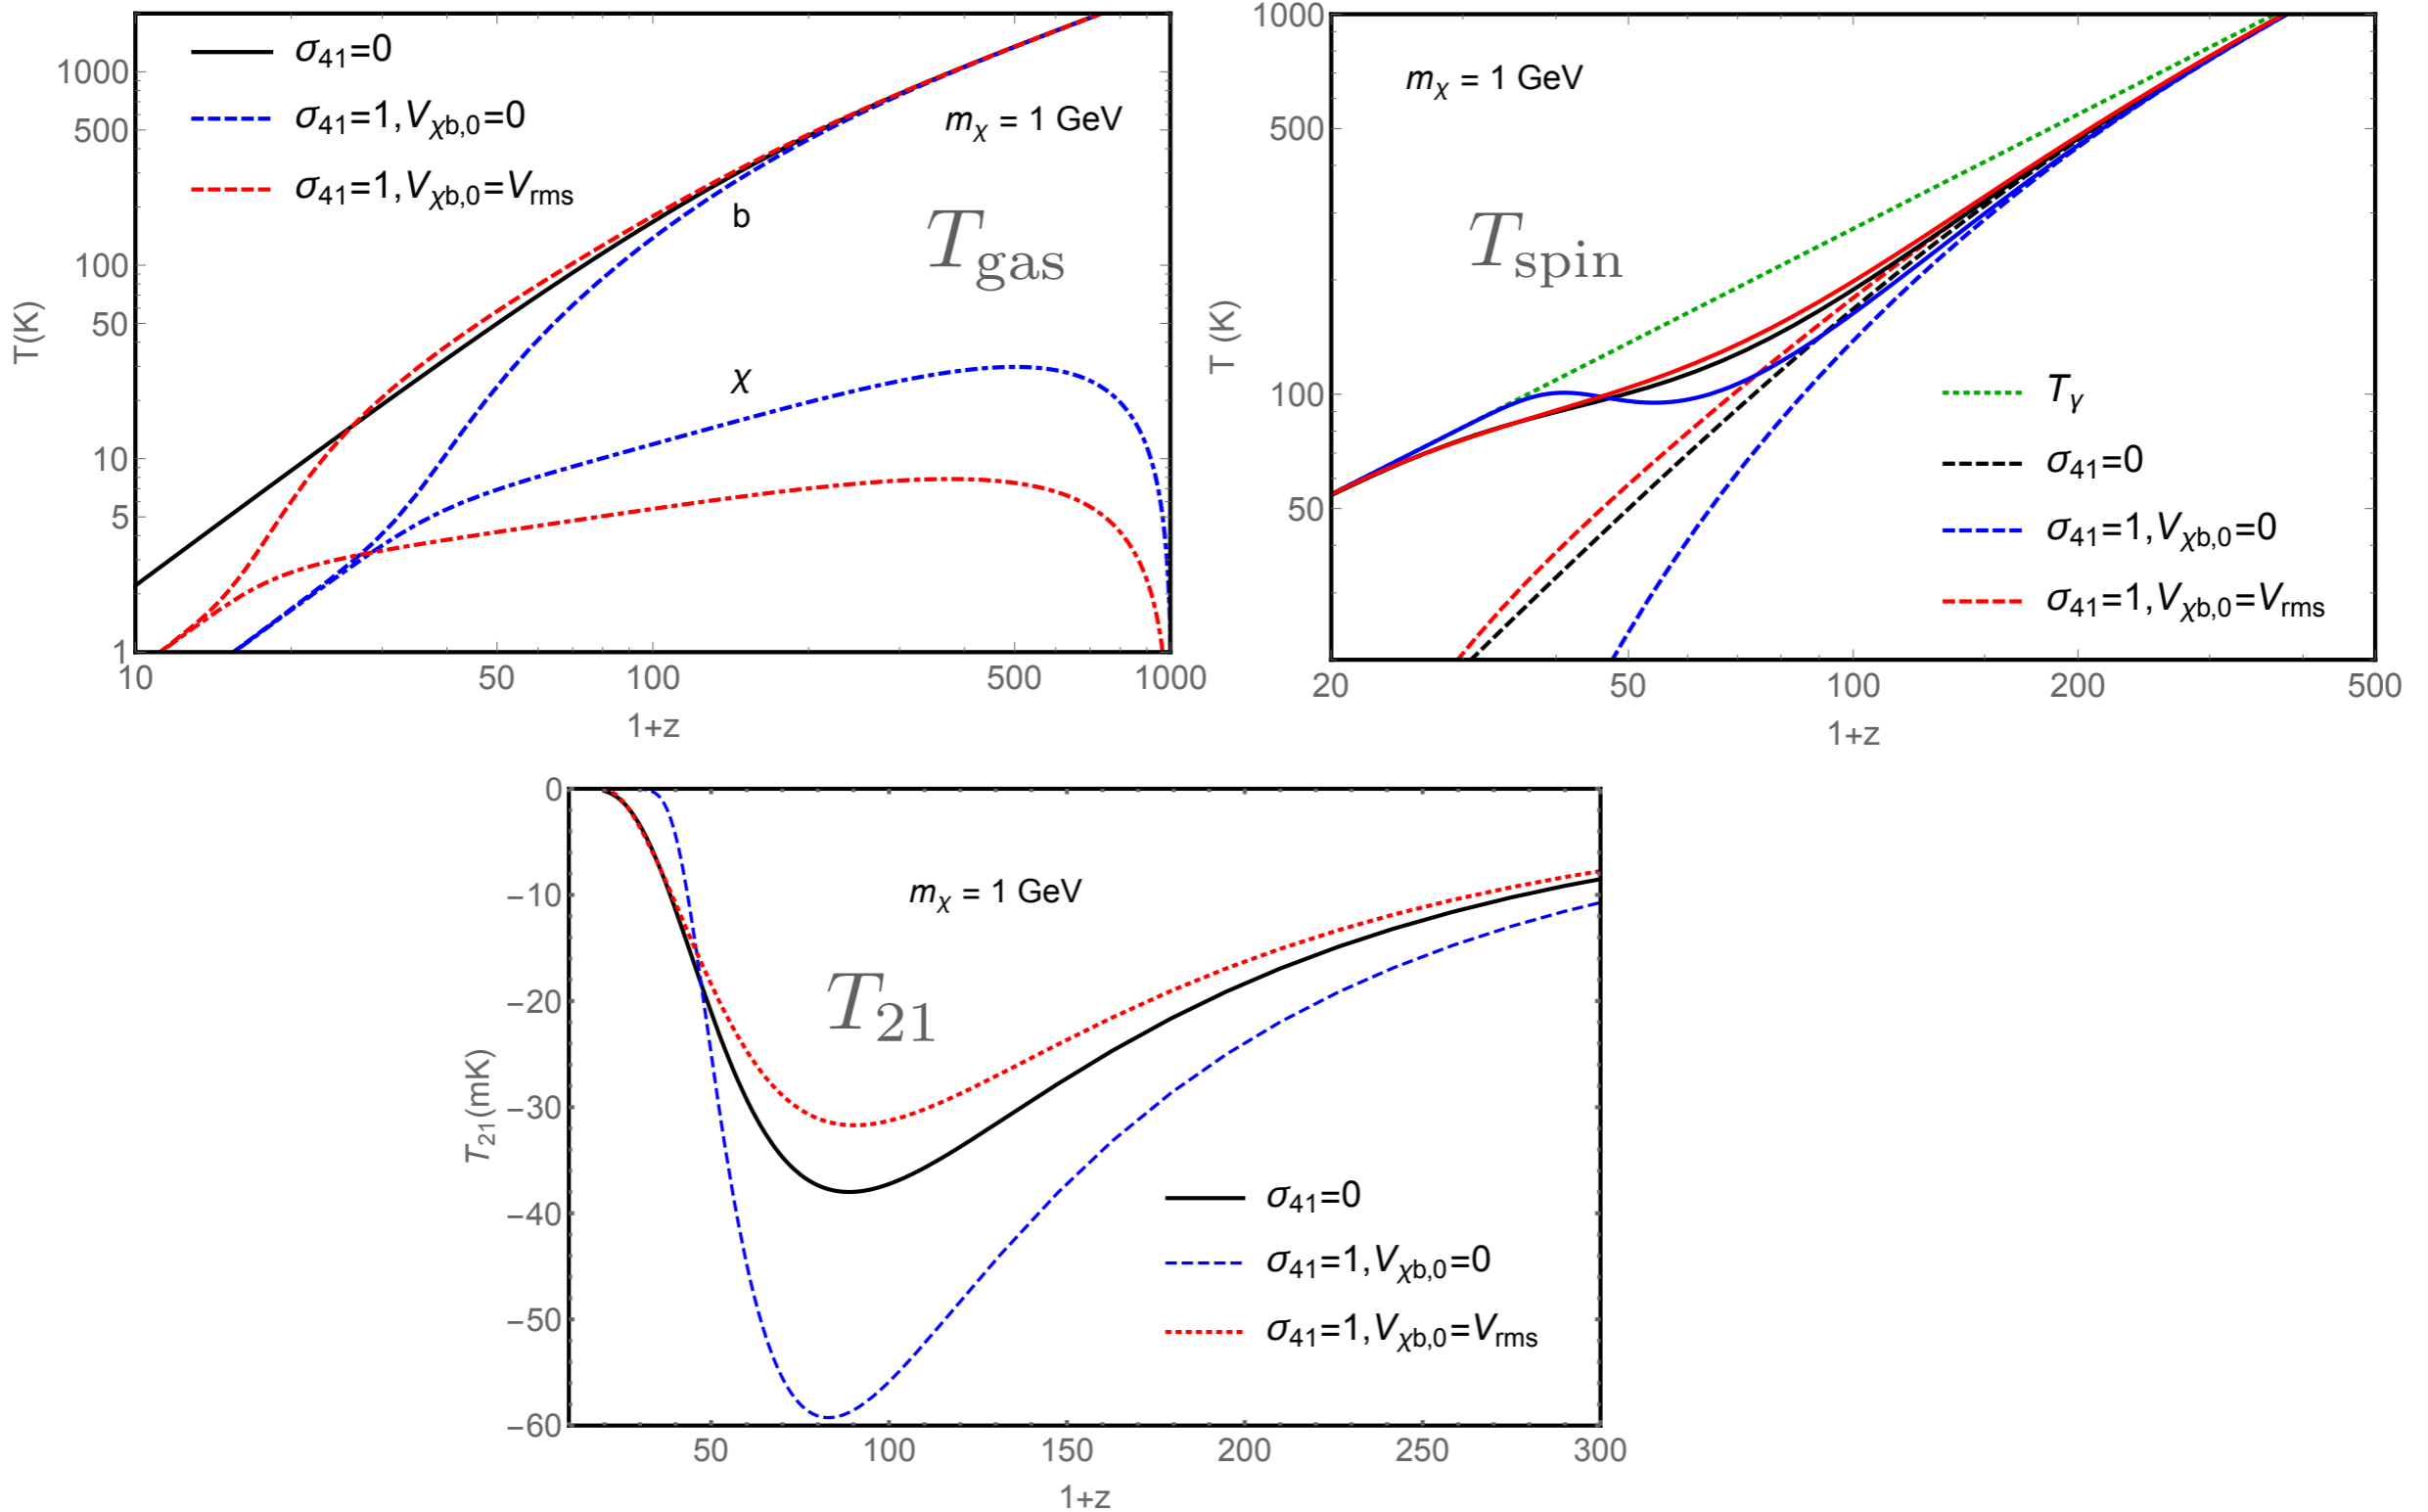 σ₄₁=0
σ₄₁=1,Vχb,0=0
σ₄₁=1,Vχb,0=Vrms
mχ = 1 GeV
b
Tgas
χ
T(K)
1000
500
100
50
10
5
1
10 50 100 500 1000
1+z
mχ = 1 GeV
Tspin
Tγ
σ₄₁=0
σ₄₁=1,Vχb,0=0
σ₄₁=1,Vχb,0=Vrms
T (K)
1000
500
100
50
20 50 100 200 500
1+z
mχ = 1 GeV
T₂₁
σ₄₁=0
σ₄₁=1,Vχb,0=0
σ₄₁=1,Vχb,0=Vrms
T₂₁(mK)
0
−10
−20
−30
−40
−50
−60
50 100 150 200 250 300
1+z